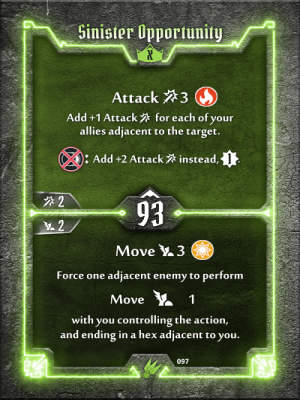 Sinister Opportunity
X
Attack 3
Add +1 Attack for each of your
allies adjacent to the target.
: Add +2 Attack instead, 1.
2
93
2
Move 3
Force one adjacent enemy to perform
Move 1
with you controlling the action,
and ending in a hex adjacent to you.
097